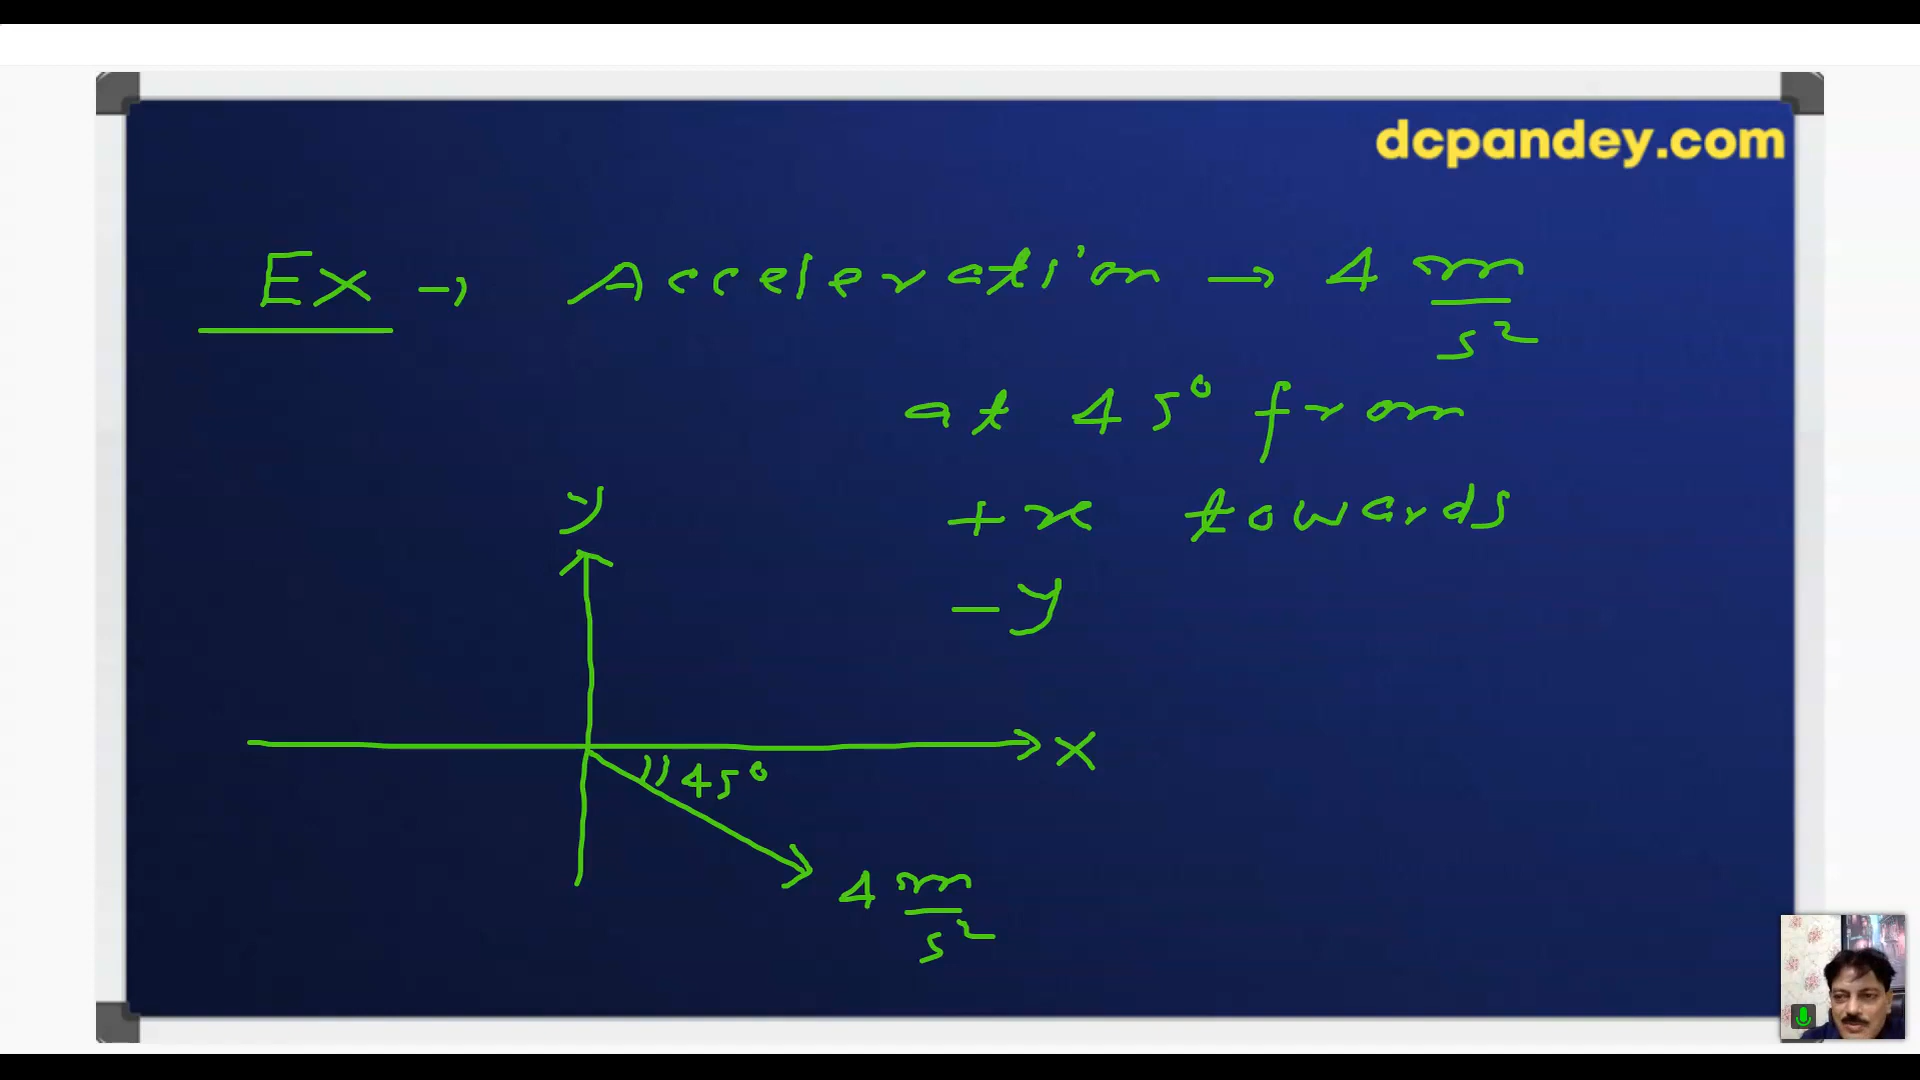 dcpandey.com
Ex → Acceleration → 4 m/s²
at 45° from
+x towards
-y
y
x
45°
4 m/s²